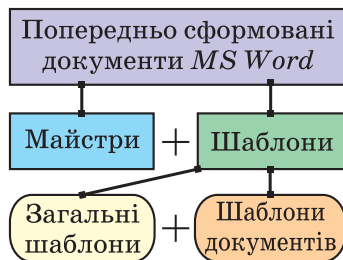 Попередньо сформовані
документи MS Word
Майстри + Шаблони
Загальні
шаблони
+
Шаблони
документів